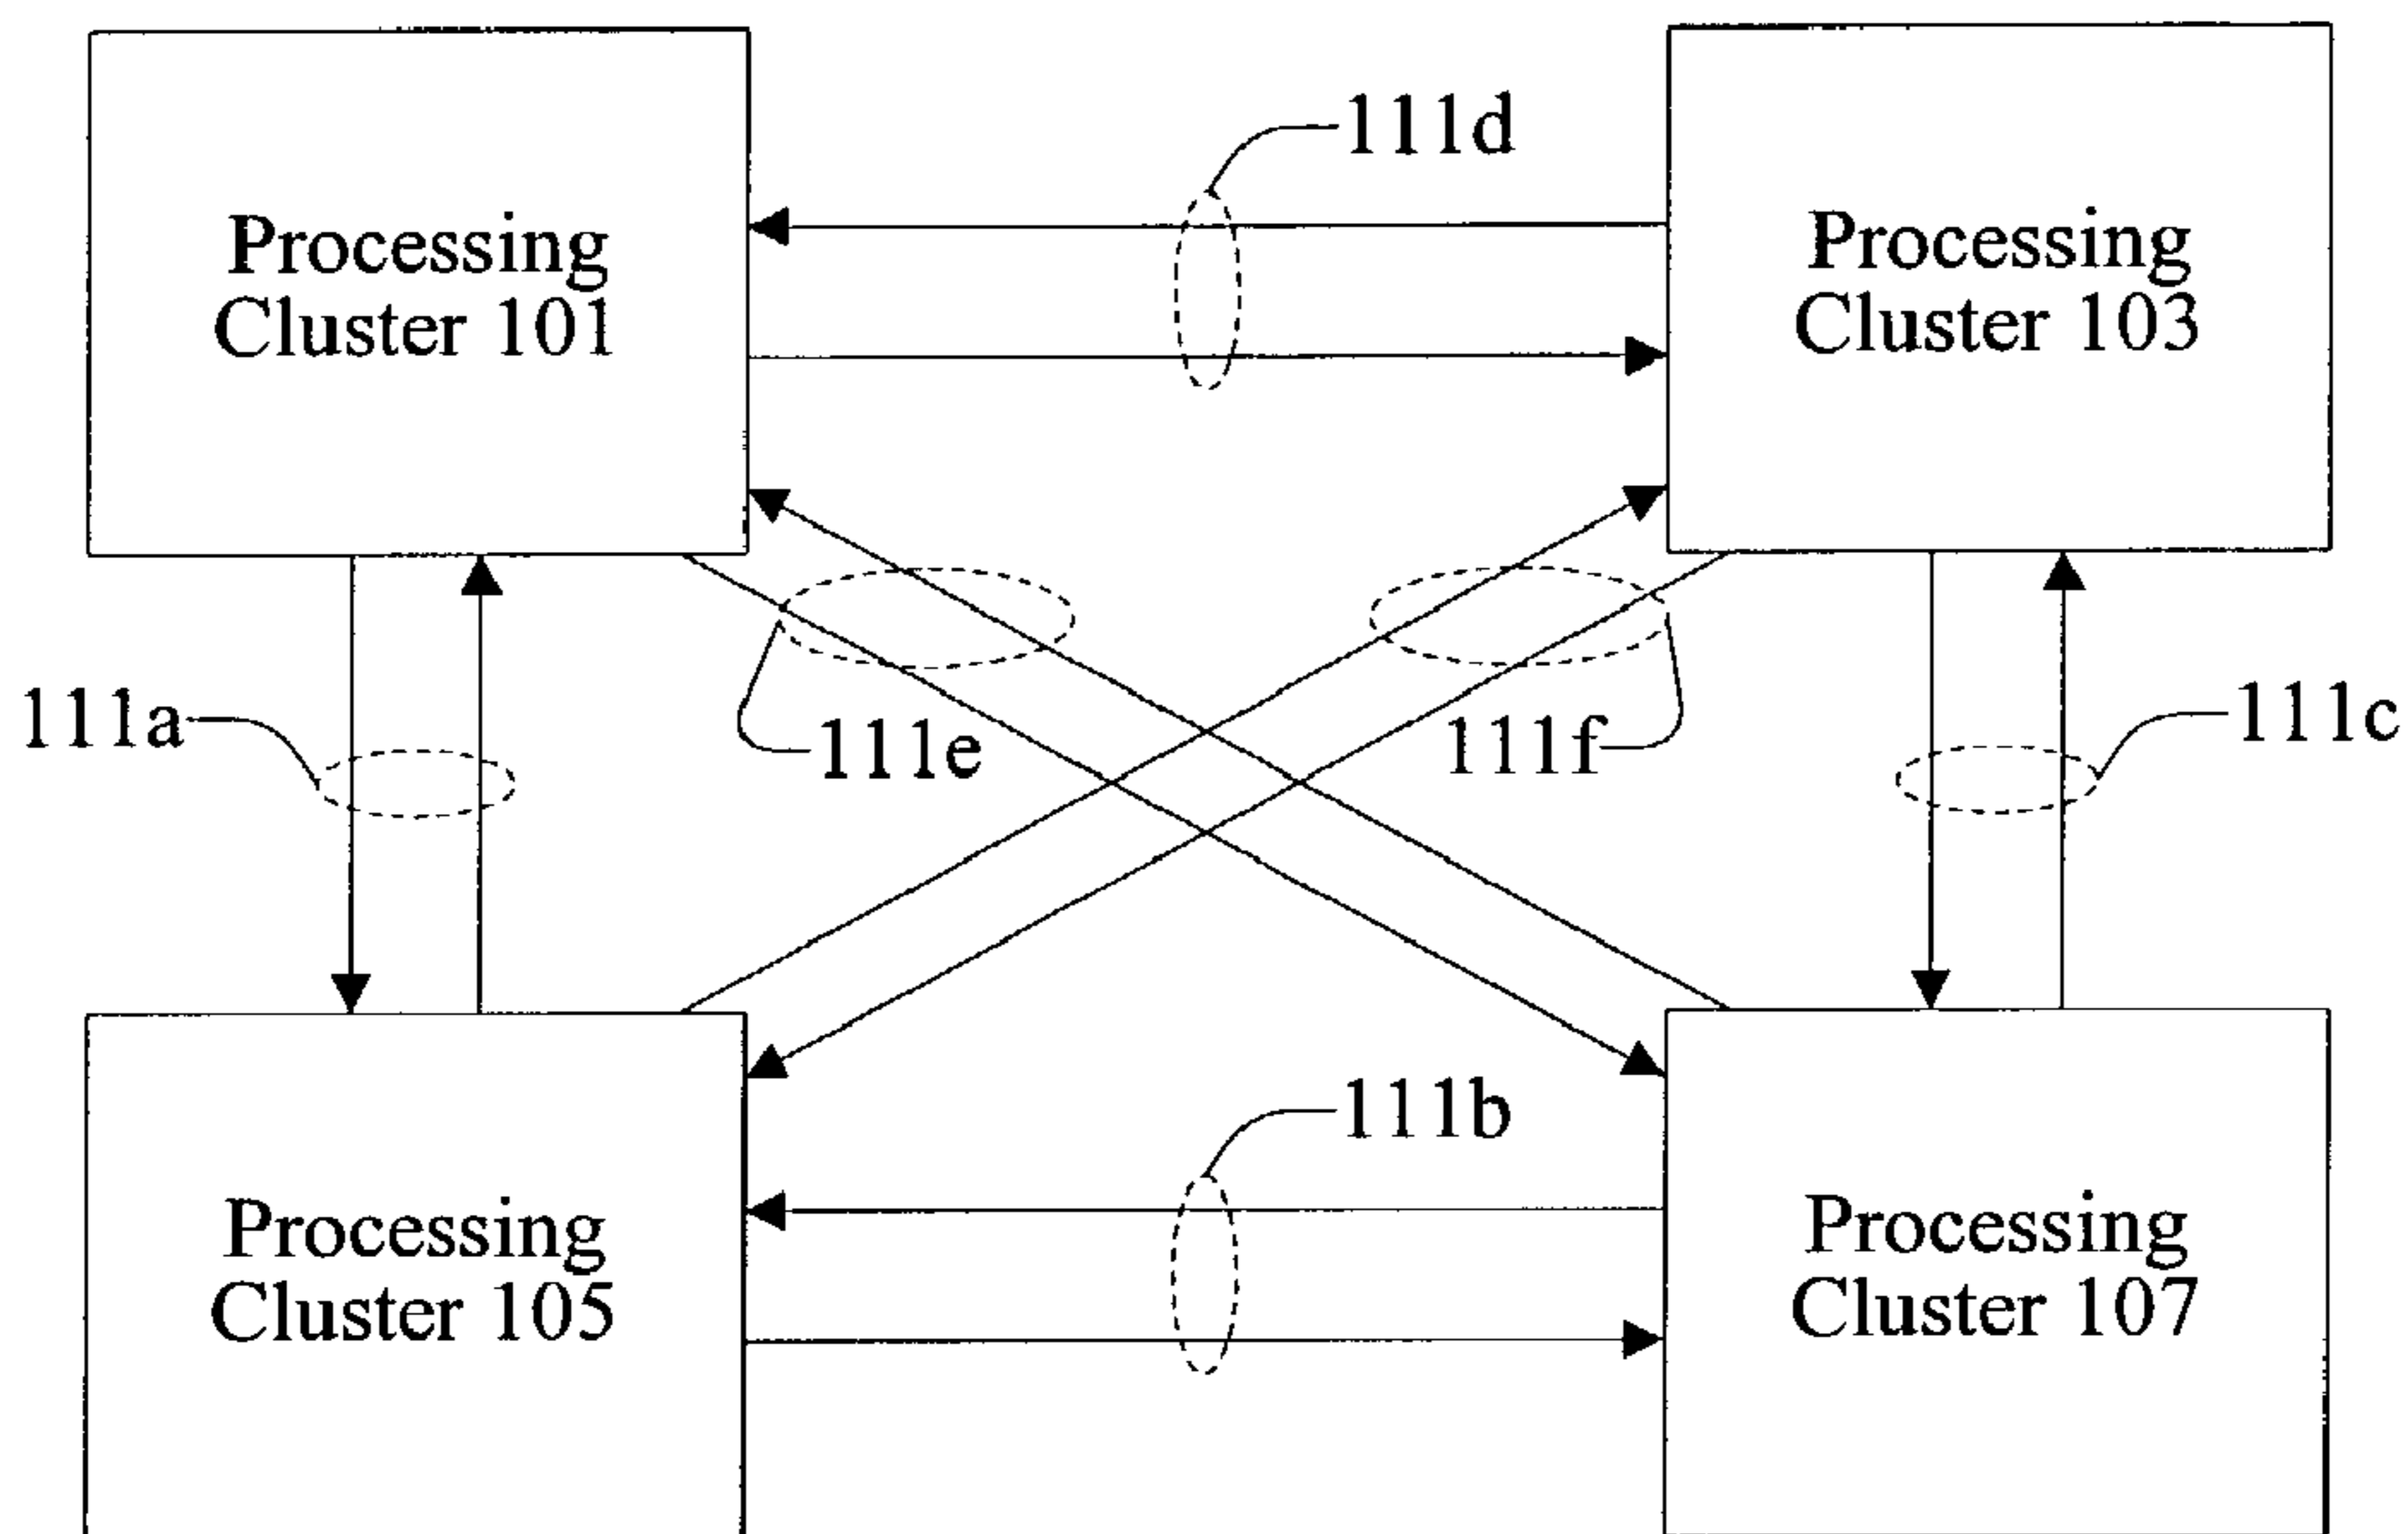 111d
Processing
Cluster 101
Processing
Cluster 103
111a
111e
111f
111c
111b
Processing
Cluster 105
Processing
Cluster 107